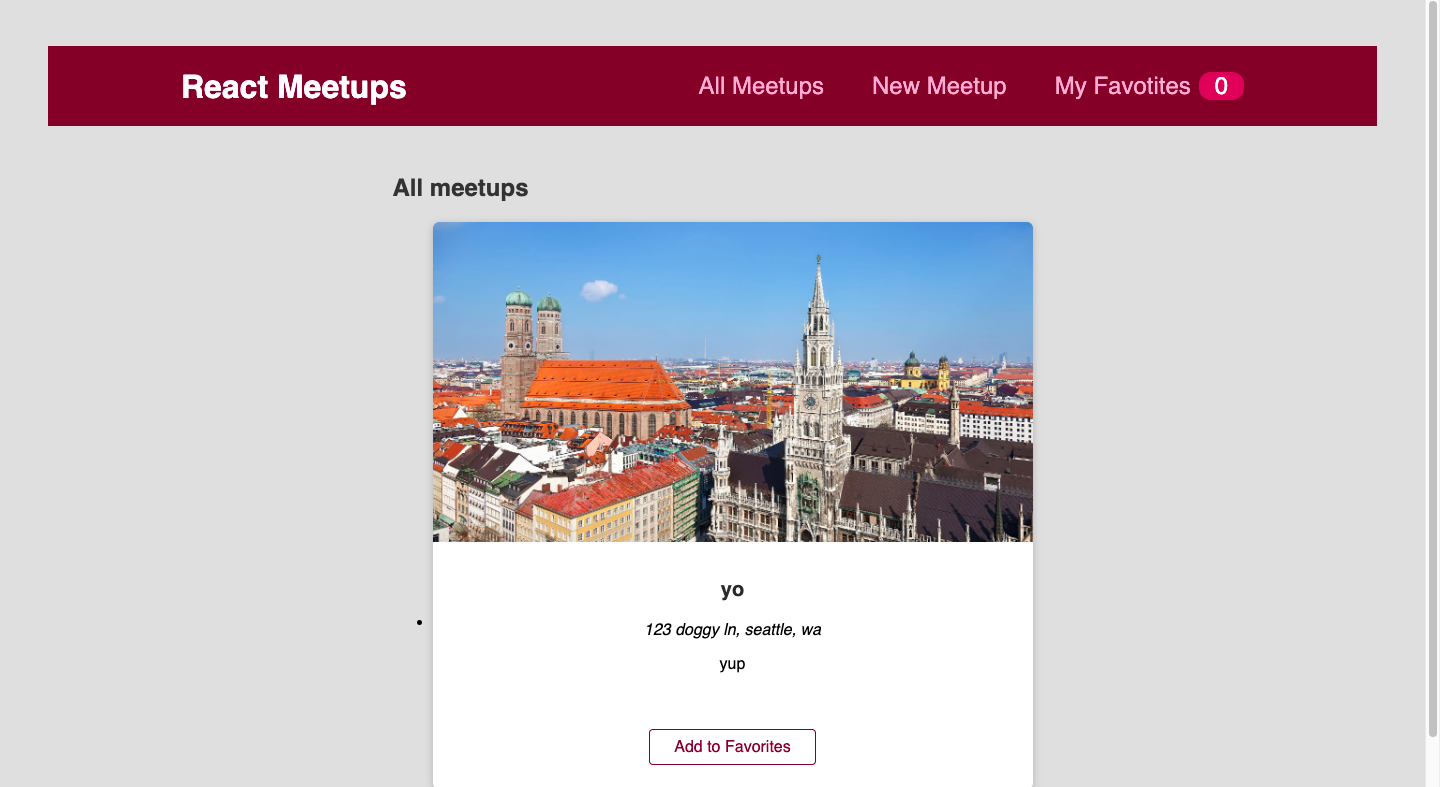 React Meetups
All Meetups
New Meetup
My Favotites 0
All meetups
yo
123 doggy ln, seattle, wa
yup
Add to Favorites